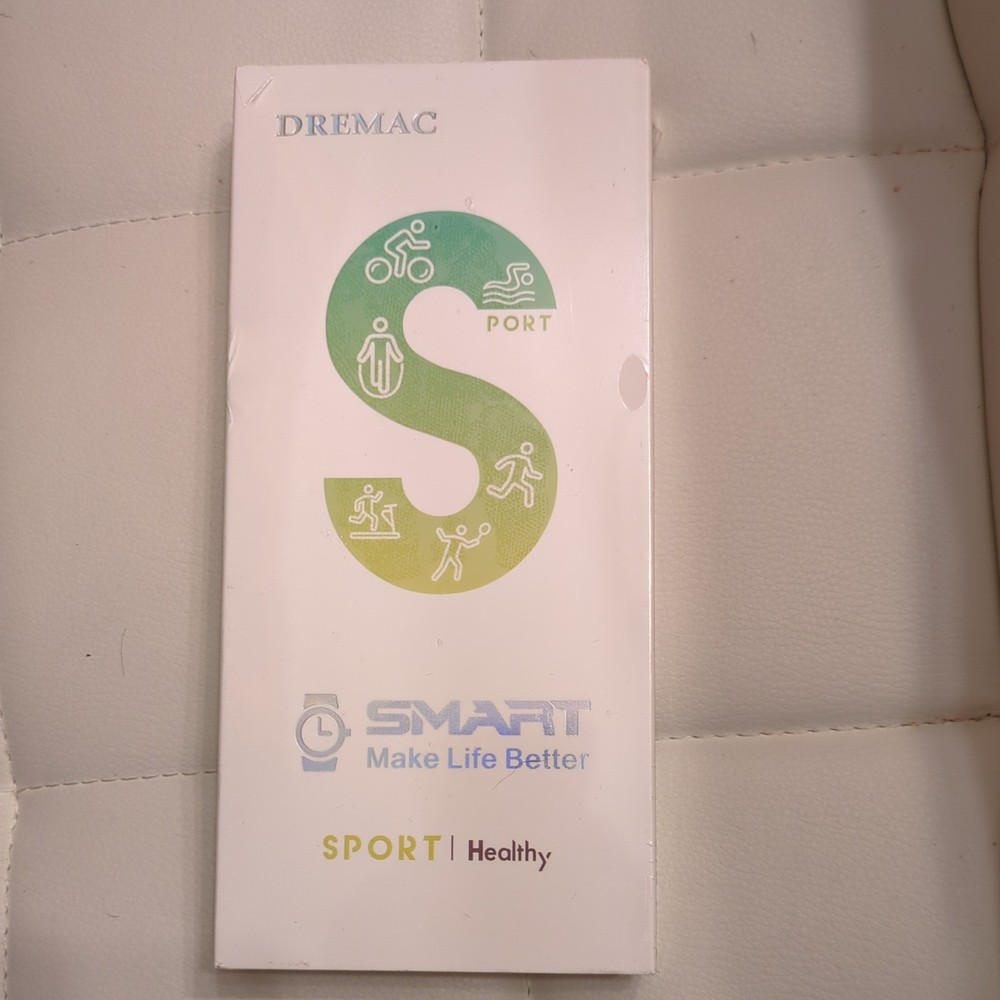 DREMAC
S
PORT
SMART
Make Life Better
SPORT | Healthy